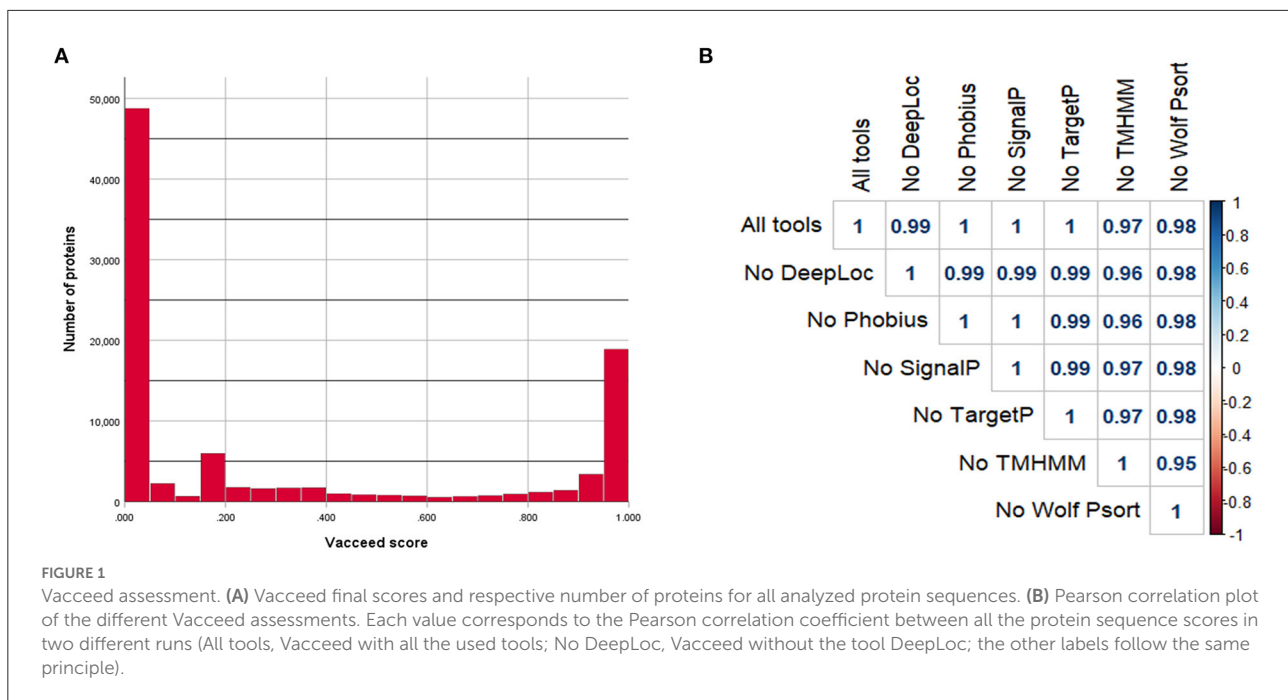 A
50,000
40,000
30,000
20,000
10,000
0
Number of proteins
.000
.200
.400
.600
.800
1.000
Vacceed score
B
All tools
No DeepLoc
No Phobius
No SignalP
No TargetP
No TMHMM
No Wolf Psort
All tools 1 0.99 1 1 1 0.97 0.98
No DeepLoc 1 0.99 0.99 0.99 0.96 0.98
No Phobius 1 1 0.99 0.96 0.98
No SignalP 1 0.99 0.97 0.98
No TargetP 1 0.97 0.98
No TMHMM 1 0.95
No Wolf Psort 1
1
0.8
0.6
0.4
0.2
0
-0.2
-0.4
-0.6
-0.8
-1
FIGURE 1
Vacceed assessment. (A) Vacceed final scores and respective number of proteins for all analyzed protein sequences. (B) Pearson correlation plot
of the different Vacceed assessments. Each value corresponds to the Pearson correlation coefficient between all the protein sequence scores in
two different runs (All tools, Vacceed with all the used tools; No DeepLoc, Vacceed without the tool DeepLoc; the other labels follow the same
principle).